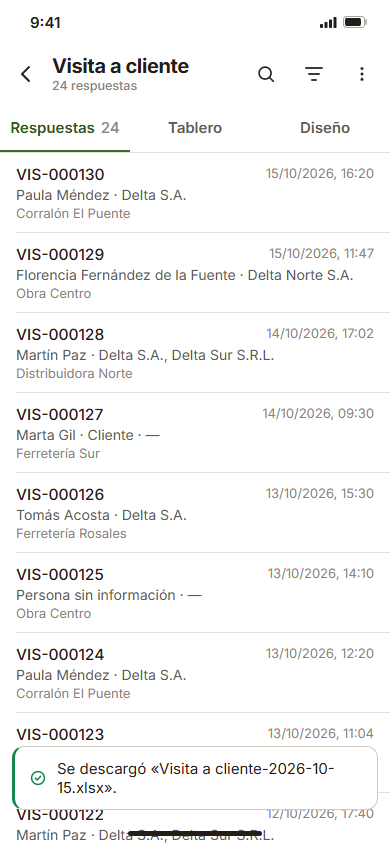 9:41
Visita a cliente
24 respuestas
Respuestas 24
Tablero
Diseño
VIS-000130
15/10/2026, 16:20
Paula Méndez · Delta S.A.
Corralón El Puente
VIS-000129
15/10/2026, 11:47
Florencia Fernández de la Fuente · Delta Norte S.A.
Obra Centro
VIS-000128
14/10/2026, 17:02
Martín Paz · Delta S.A., Delta Sur S.R.L.
Distribuidora Norte
VIS-000127
14/10/2026, 09:30
Marta Gil · Cliente · —
Ferretería Sur
VIS-000126
13/10/2026, 15:30
Tomás Acosta · Delta S.A.
Ferretería Rosales
VIS-000125
13/10/2026, 14:10
Persona sin información · —
Obra Centro
VIS-000124
13/10/2026, 12:20
Paula Méndez · Delta S.A.
Corralón El Puente
VIS-000123
13/10/2026, 11:04
Se descargó «Visita a cliente-2026-10-
15.xlsx».
VIS-000122
12/10/2026, 17:40
Martín Paz · Delta S.A., Delta Sur S.R.L.